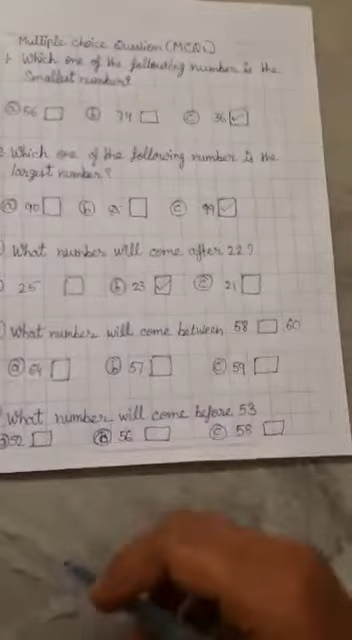 Multiple choice Question (MCQs)
Which one of the following number is the
smallest number?
ⓐ 56 ☐ ⓑ 74 ☐ ⓒ 36 ☑
Which one of the following number is the
largest number?
ⓐ 90 ☐ ⓑ ☐ ⓒ 99 ☑
What number will come after 22?
25 ☐ ⓑ 23 ☑ ⓒ 21 ☐
What number will come between 58 ☐ 60
ⓐ 64 ☐ ⓑ 57 ☐ ⓒ 59 ☐
What number will come before 53
52 ☐ 56 ☐ ⓒ 58 ☐